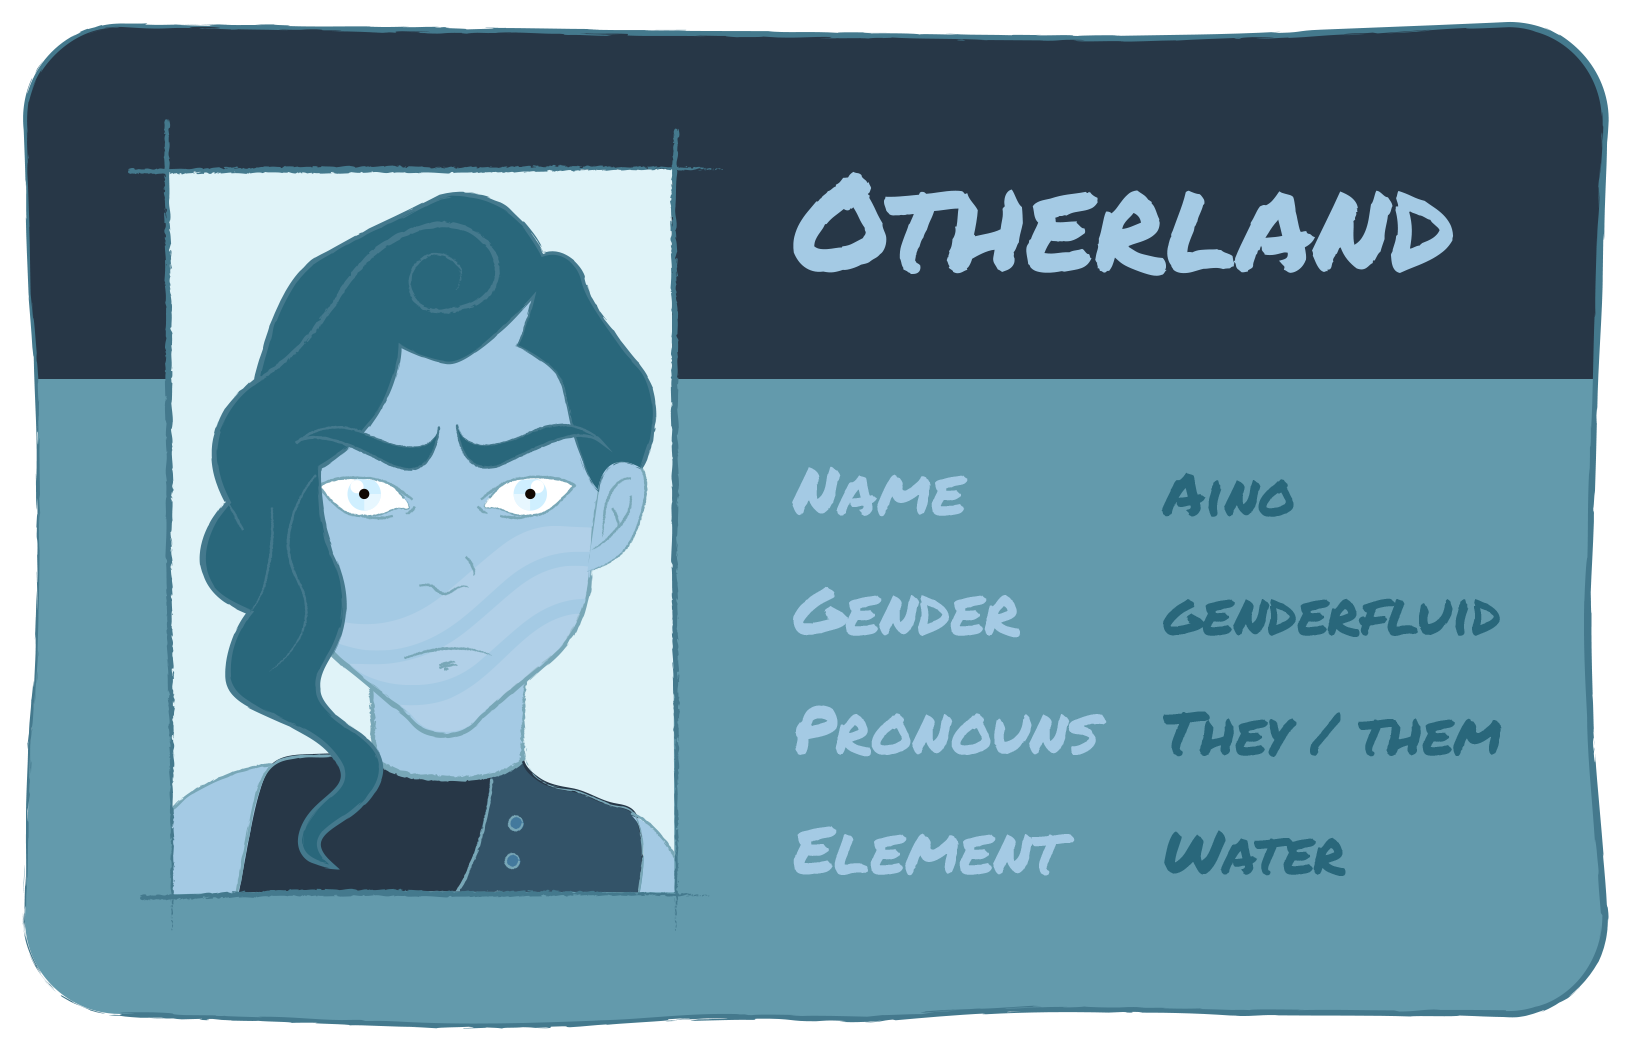 Otherland
Name Aino
Gender genderfluid
Pronouns They / them
Element Water